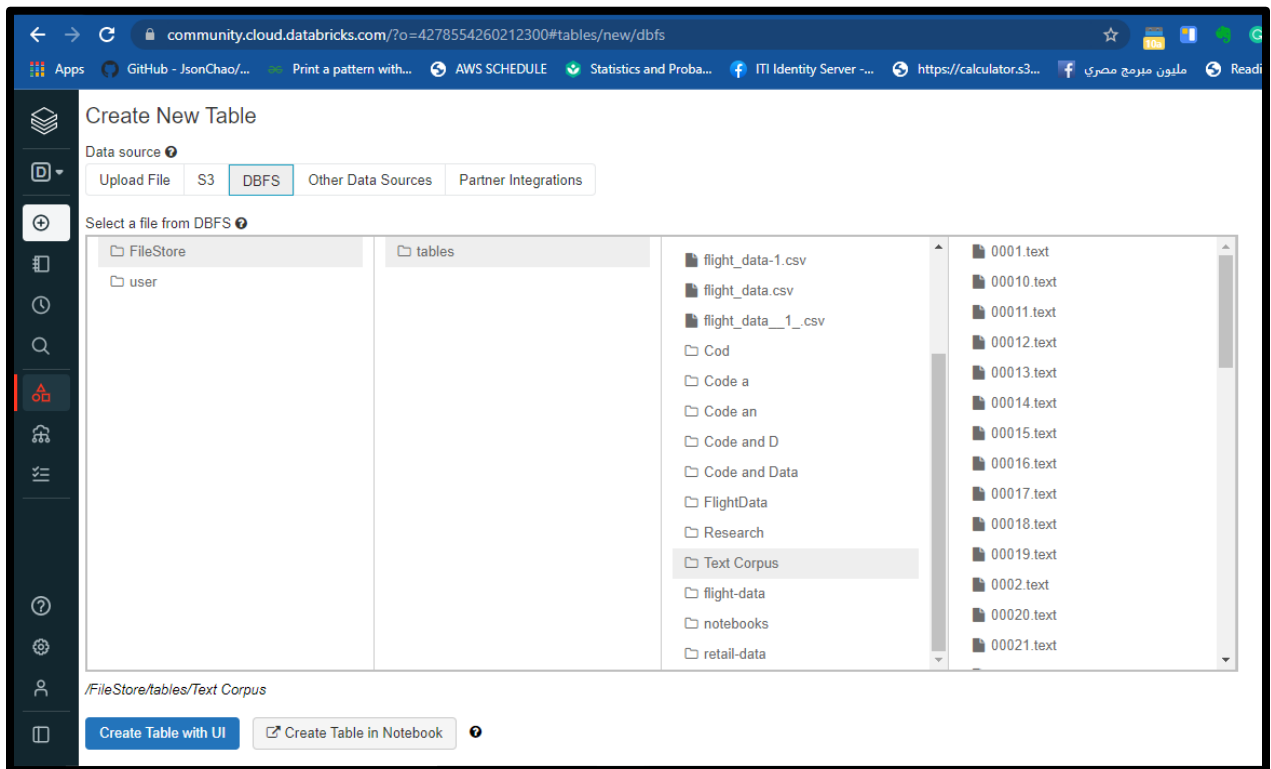 community.cloud.databricks.com/?o=4278554260212300#tables/new/dbfs
10a
Apps GitHub - JsonChao/... Print a pattern with... AWS SCHEDULE Statistics and Proba... ITI Identity Server -... https://calculator.s3... مليون مبرمج مصري Readi
Create New Table
Data source
D
Upload File S3 DBFS Other Data Sources Partner Integrations
Select a file from DBFS
FileStore
user
tables
flight_data-1.csv
flight_data.csv
flight_data__1_.csv
Cod
Code a
Code an
Code and D
Code and Data
FlightData
Research
Text Corpus
flight-data
notebooks
retail-data
0001.text
00010.text
00011.text
00012.text
00013.text
00014.text
00015.text
00016.text
00017.text
00018.text
00019.text
0002.text
00020.text
00021.text
/FileStore/tables/Text Corpus
Create Table with UI Create Table in Notebook